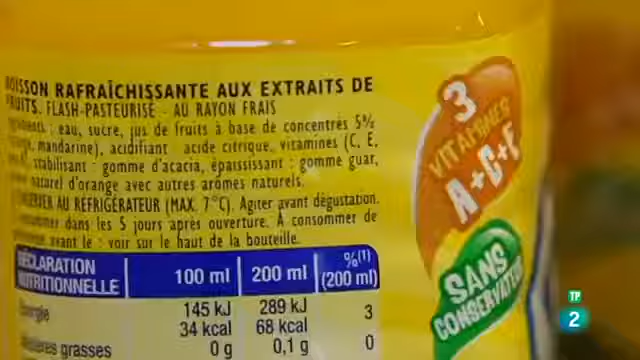 BOISSON RAFRAÎCHISSANTE AUX EXTRAITS DE
FRUITS. FLASH-PASTEURISÉ - AU RAYON FRAIS
eau, sucre, jus de fruits à base de concentrés 5%
mandarine), acidifiant acide citrique, vitamines (C, E,
stabilisant : gomme d'acacia, épaississant : gomme guar,
naturel d'orange avec autres arômes naturels.
AU RÉFRIGÉRATEUR (MAX. 7°C). Agiter avant dégustation.
dans les 5 jours après ouverture. À consommer de
avant le : voir sur le haut de la bouteille.
DÉCLARATION NUTRITIONNELLE
100 ml
200 ml
%(1) (200 ml)
Énergie
145 kJ 289 kJ 3
34 kcal 68 kcal
grasses 0 g 0,1 g 0
3
VITAMINES
A+C+E
SANS
TP
2